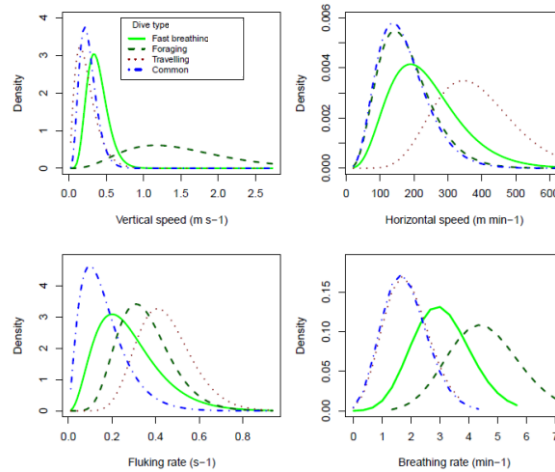 Dive type
Fast breathing
Foraging
Travelling
Common
Density
0 1 2 3 4
0.0 0.5 1.0 1.5 2.0 2.5
Vertical speed (m s−1)
Density
0.000 0.002 0.004 0.006
100 200 300 400 500 600
Horizontal speed (m min−1)
Density
0 1 2 3 4
0.0 0.2 0.4 0.6 0.8
Fluking rate (s−1)
Density
0.00 0.05 0.10 0.15
0 1 2 3 4 5 6 7
Breathing rate (min−1)